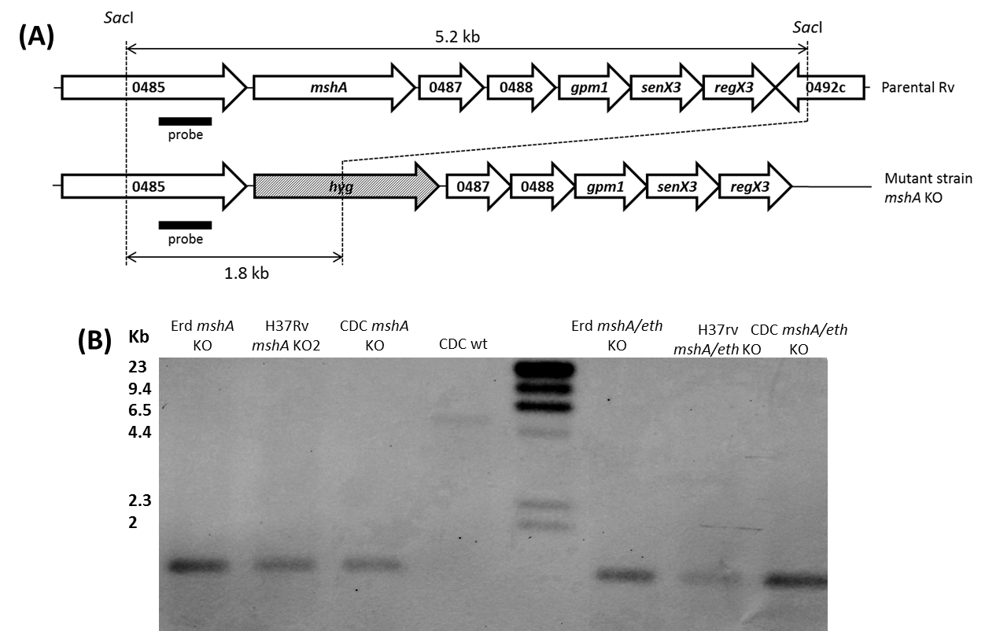 (A)
SacI
SacI
5.2 kb
0485
mshA
0487
0488
gpm1
senX3
regX3
0492c
Parental Rv
probe
0485
hyg
0487
0488
gpm1
senX3
regX3
Mutant strain
mshA KO
probe
1.8 kb
(B)
Kb
Erd mshA
KO
H37Rv
mshA KO2
CDC mshA
KO
CDC wt
Erd mshA/eth
KO
H37rv
mshA/eth KO
CDC mshA/eth
KO
23
9.4
6.5
4.4
2.3
2